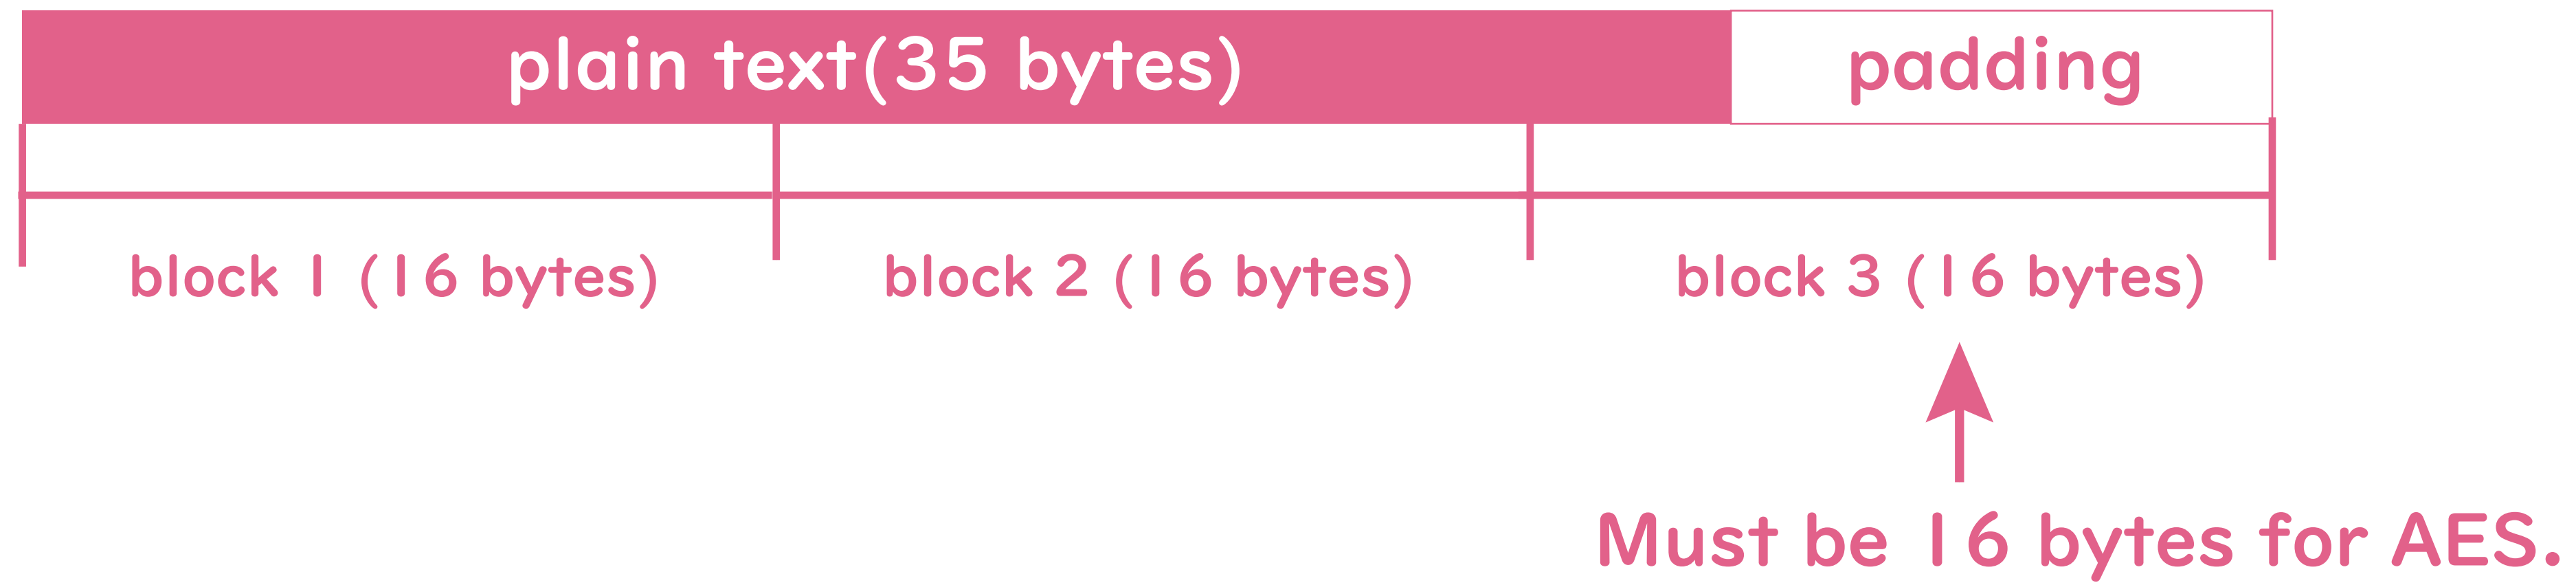 plain text(35 bytes)
padding
block 1 (16 bytes)
block 2 (16 bytes)
block 3 (16 bytes)
Must be 16 bytes for AES.